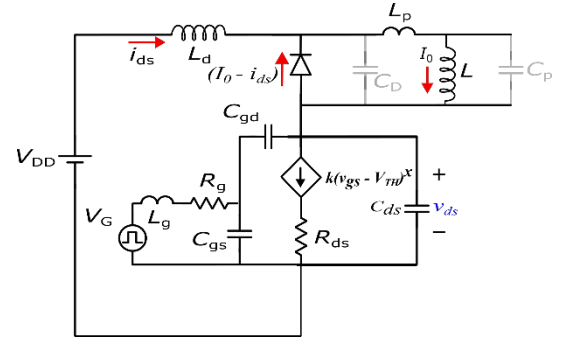 L_p
i_ds
L_d
(I_0 - i_ds)
C_D
I_0
L
C_p
C_gd
V_DD
R_g
k(v_gs - V_TH)^x
+
V_G
L_g
C_gs
R_ds
C_ds
v_ds
−